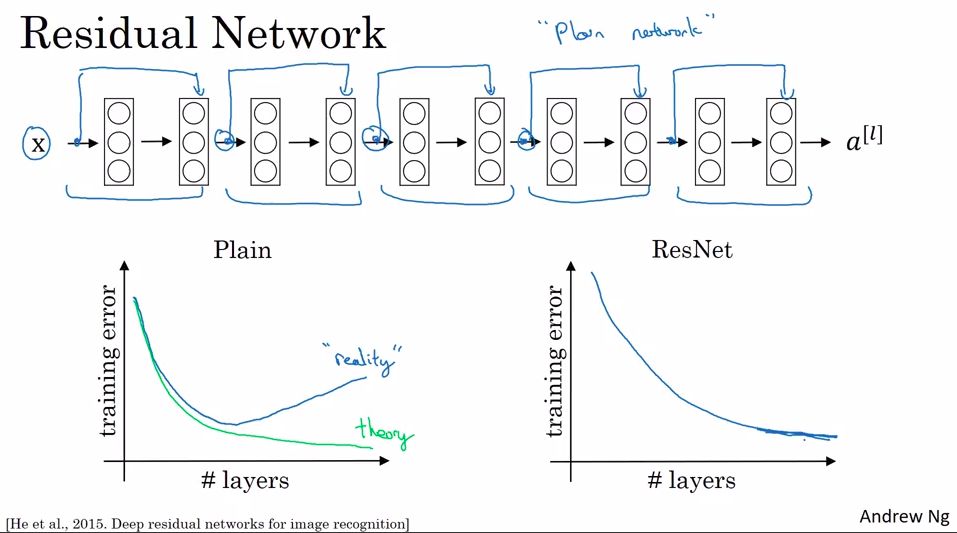 Residual Network
"Plain network"
x
a[l]
Plain
ResNet
training error
"reality"
theory
# layers
training error
# layers
Andrew Ng
[He et al., 2015. Deep residual networks for image recognition]